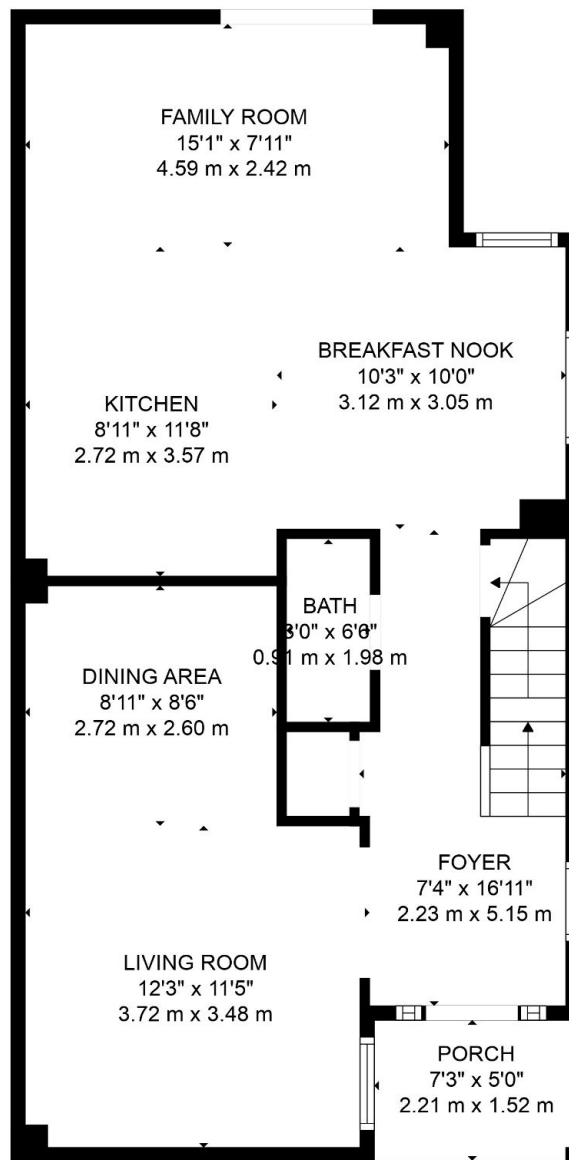 FAMILY ROOM
15'1" x 7'11"
4.59 m x 2.42 m
BREAKFAST NOOK
10'3" x 10'0"
3.12 m x 3.05 m
KITCHEN
8'11" x 11'8"
2.72 m x 3.57 m
BATH
3'0" x 6'6"
0.91 m x 1.98 m
DINING AREA
8'11" x 8'6"
2.72 m x 2.60 m
FOYER
7'4" x 16'11"
2.23 m x 5.15 m
LIVING ROOM
12'3" x 11'5"
3.72 m x 3.48 m
PORCH
7'3" x 5'0"
2.21 m x 1.52 m